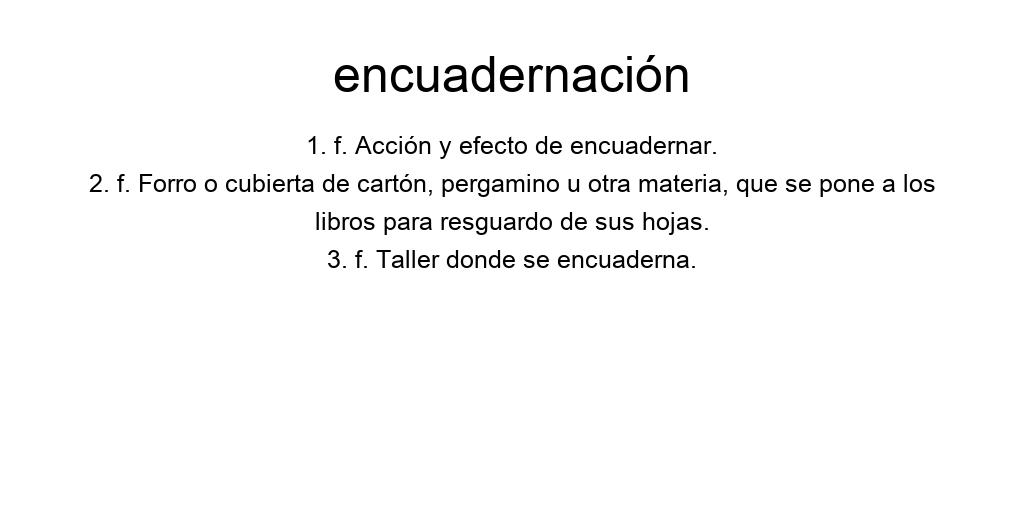 encuadernación
1. f. Acción y efecto de encuadernar.
2. f. Forro o cubierta de cartón, pergamino u otra materia, que se pone a los
libros para resguardo de sus hojas.
3. f. Taller donde se encuaderna.